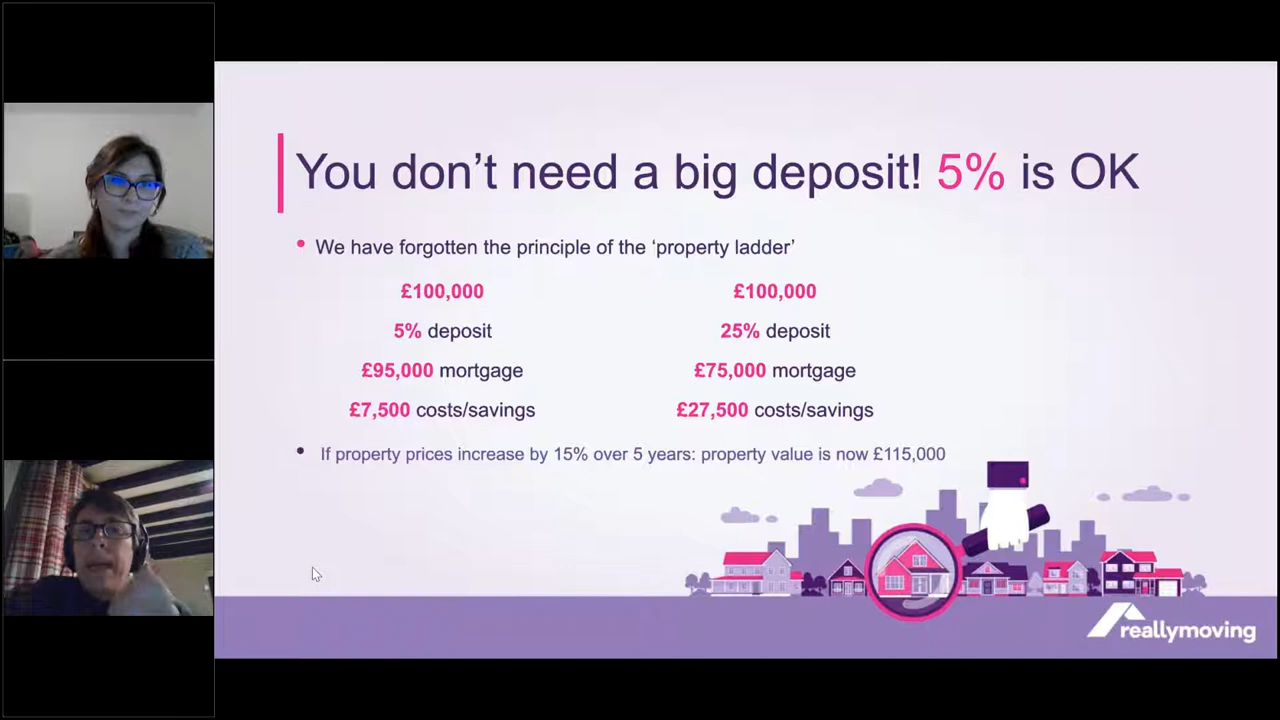 You don’t need a big deposit! 5% is OK
We have forgotten the principle of the ‘property ladder’
£100,000 £100,000
5% deposit 25% deposit
£95,000 mortgage £75,000 mortgage
£7,500 costs/savings £27,500 costs/savings
If property prices increase by 15% over 5 years: property value is now £115,000
reallymoving